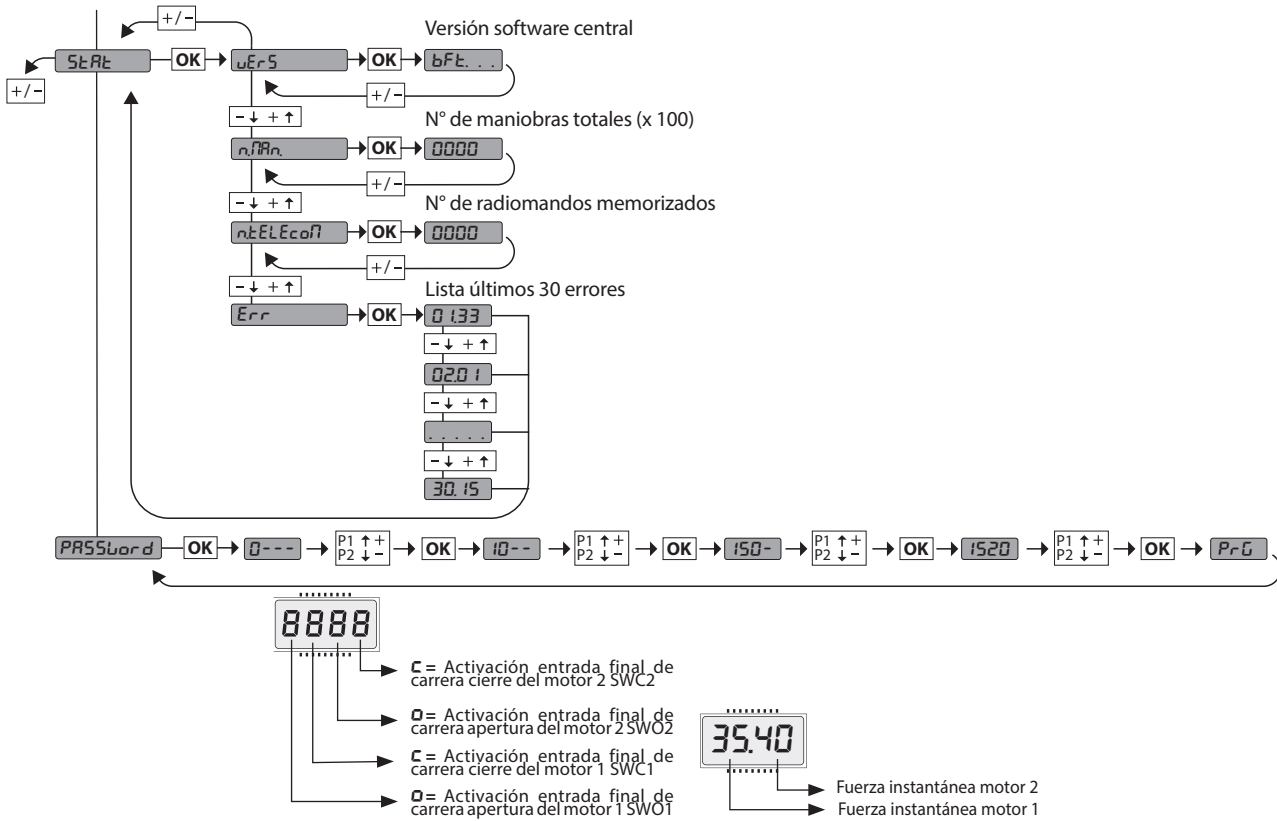 +/-
Versión software central
StAt OK vErS OK bFt. . .
+/-
+/-
- ↓ + ↑
N° de maniobras totales (x 100)
n.MAn. OK 0000
+/-
- ↓ + ↑
N° de radiomandos memorizados
n.tELEcoM OK 0000
+/-
- ↓ + ↑
Lista últimos 30 errores
Err OK 01.33
- ↓ + ↑
02.01
- ↓ + ↑
. . . . .
- ↓ + ↑
30.15
PASSword OK 0--- P1 ↑ + P2 ↓ - OK 10-- P1 ↑ + P2 ↓ - OK 150- P1 ↑ + P2 ↓ - OK 1520 P1 ↑ + P2 ↓ - OK PrG
8888
C = Activación entrada final de
carrera cierre del motor 2 SWC2
O = Activación entrada final de
carrera apertura del motor 2 SWO2
C = Activación entrada final de
carrera cierre del motor 1 SWC1
O = Activación entrada final de
carrera apertura del motor 1 SWO1
35.40
Fuerza instantánea motor 2
Fuerza instantánea motor 1